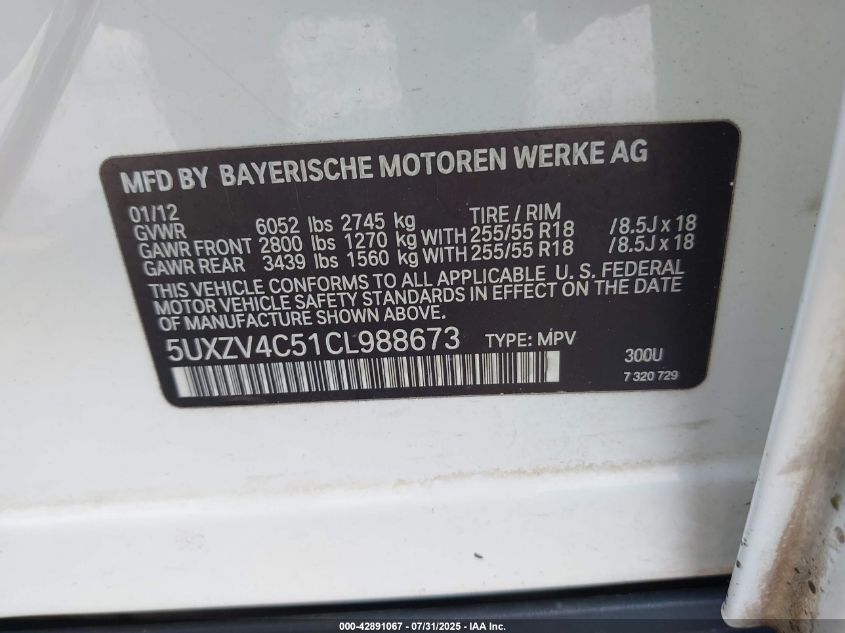 MFD BY BAYERISCHE MOTOREN WERKE AG
01/12 TIRE / RIM
GVWR 6052 lbs 2745 kg
GAWR FRONT 2800 lbs 1270 kg WITH 255/55 R18 /8.5J x 18
GAWR REAR 3439 lbs 1560 kg WITH 255/55 R18 /8.5J x 18
THIS VEHICLE CONFORMS TO ALL APPLICABLE U. S. FEDERAL
MOTOR VEHICLE SAFETY STANDARDS IN EFFECT ON THE DATE
OF MANUFACTURE SHOWN ABOVE.
5UXZV4C51CL988673 TYPE: MPV
300U
7 320 729
000-42891067 - 07/31/2025 - IAA Inc.